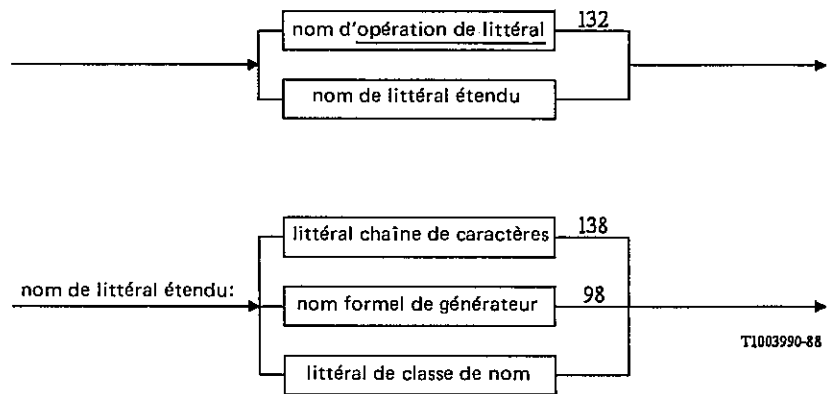 nom d'opération de littéral 132
nom de littéral étendu
littéral chaîne de caractères 138
nom de littéral étendu:
nom formel de générateur 98
T1003990-88
littéral de classe de nom